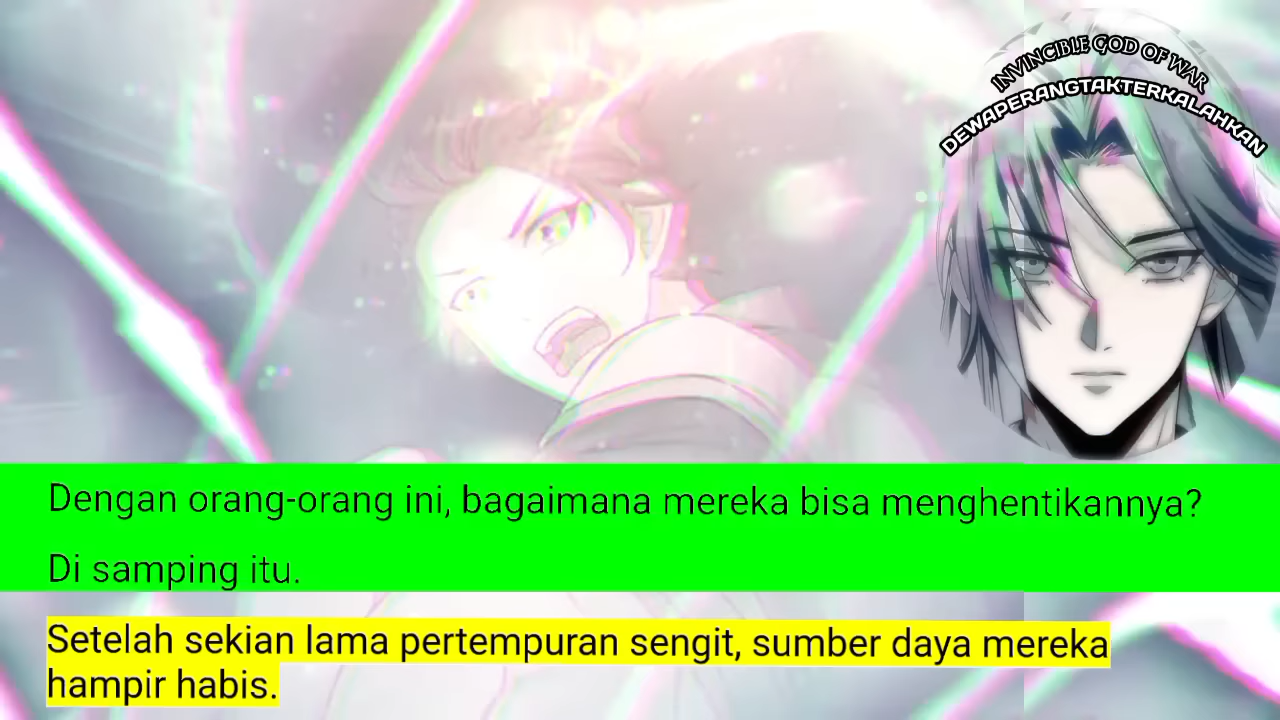 INVINCIBLE GOD OF WAR
DEWAPERANGTAKTERKALAHKAN
Dengan orang-orang ini, bagaimana mereka bisa menghentikannya?
Di samping itu.
Setelah sekian lama pertempuran sengit, sumber daya mereka
hampir habis.